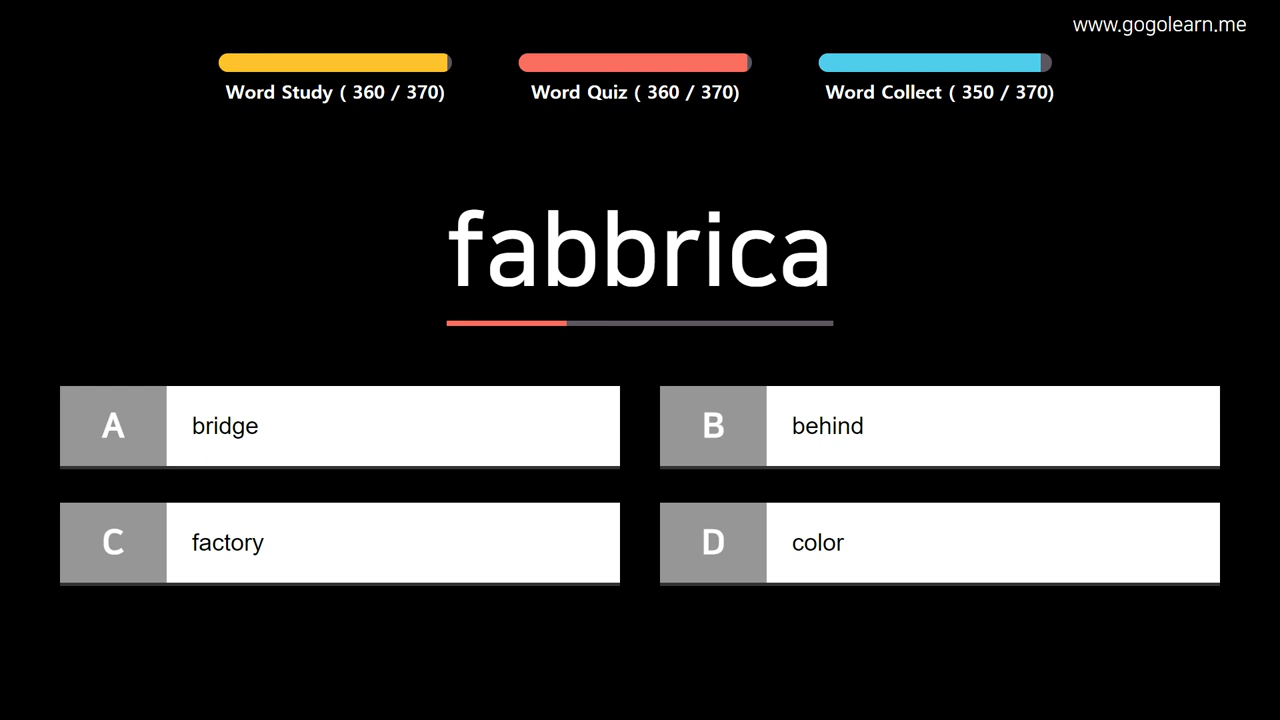 www.gogolearn.me
Word Study ( 360 / 370)
Word Quiz ( 360 / 370)
Word Collect ( 350 / 370)
fabbrica
A bridge
B behind
C factory
D color